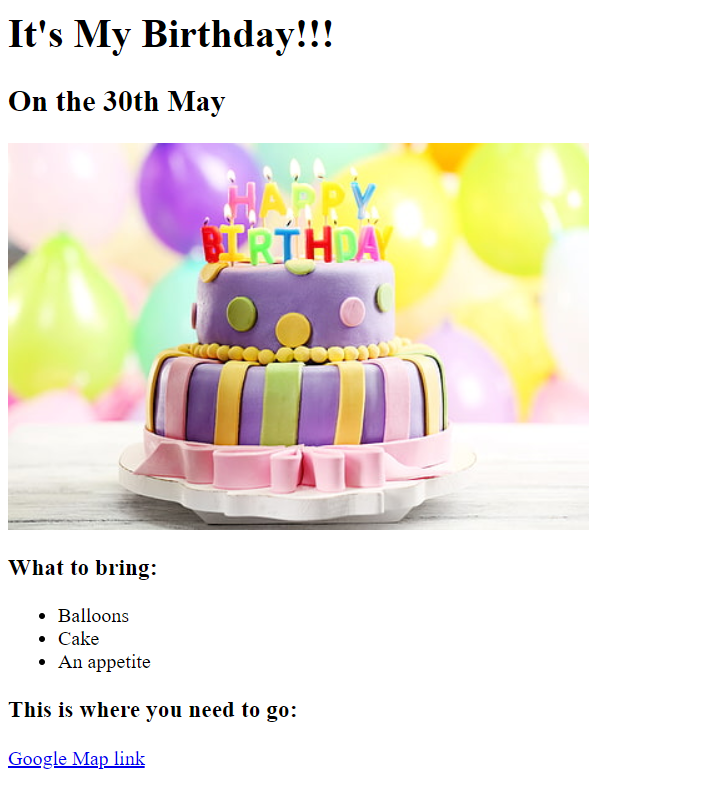 It's My Birthday!!!
On the 30th May
HAPPY
BIRTHDAY
What to bring:
Balloons
Cake
An appetite
This is where you need to go:
Google Map link